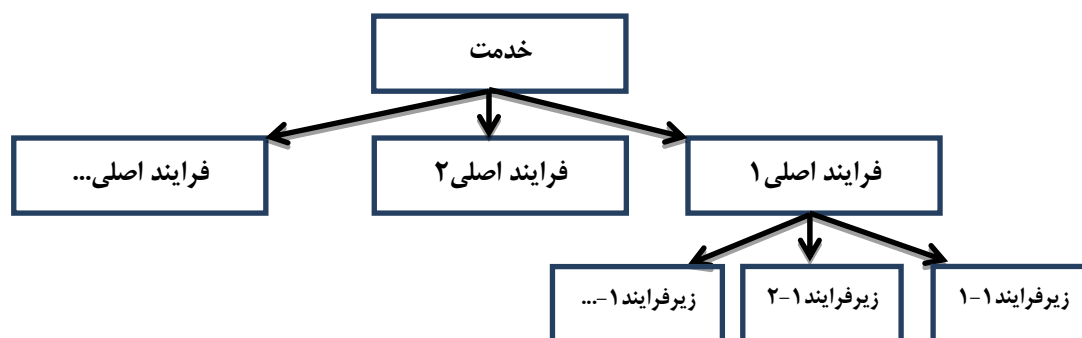 خدمت
فرایند اصلی۱
فرایند اصلی۲
فرایند اصلی...
زیرفرایند۱-۱
زیرفرایند۱-۲
زیرفرایند۱-...